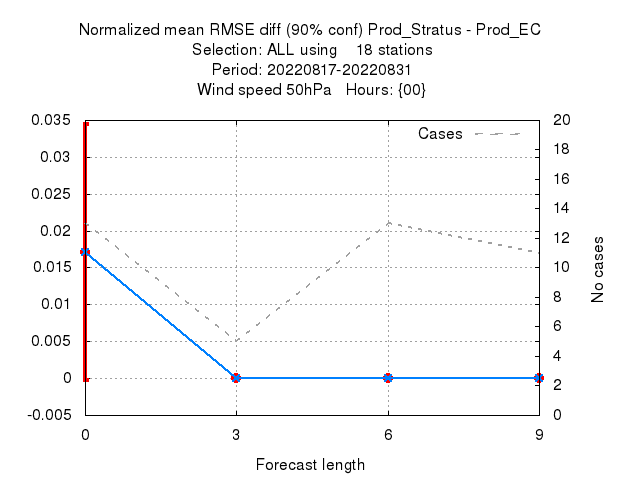 Normalized mean RMSE diff (90% conf) Prod_Stratus - Prod_EC
Selection: ALL using    18 stations
Period: 20220817-20220831
Wind speed 50hPa   Hours: {00}
Cases
0.035
0.03
0.025
0.02
0.015
0.01
0.005
0
-0.005
20
18
16
14
12
10
8
6
4
2
0
No cases
0 3 6 9
Forecast length